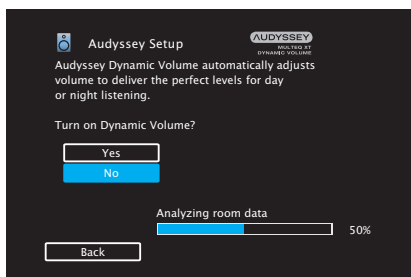 Audyssey Setup
AUDYSSEY
MULTEQ XT
DYNAMIC VOLUME
Audyssey Dynamic Volume automatically adjusts
volume to deliver the perfect levels for day
or night listening.
Turn on Dynamic Volume?
Yes
No
Analyzing room data
50%
Back